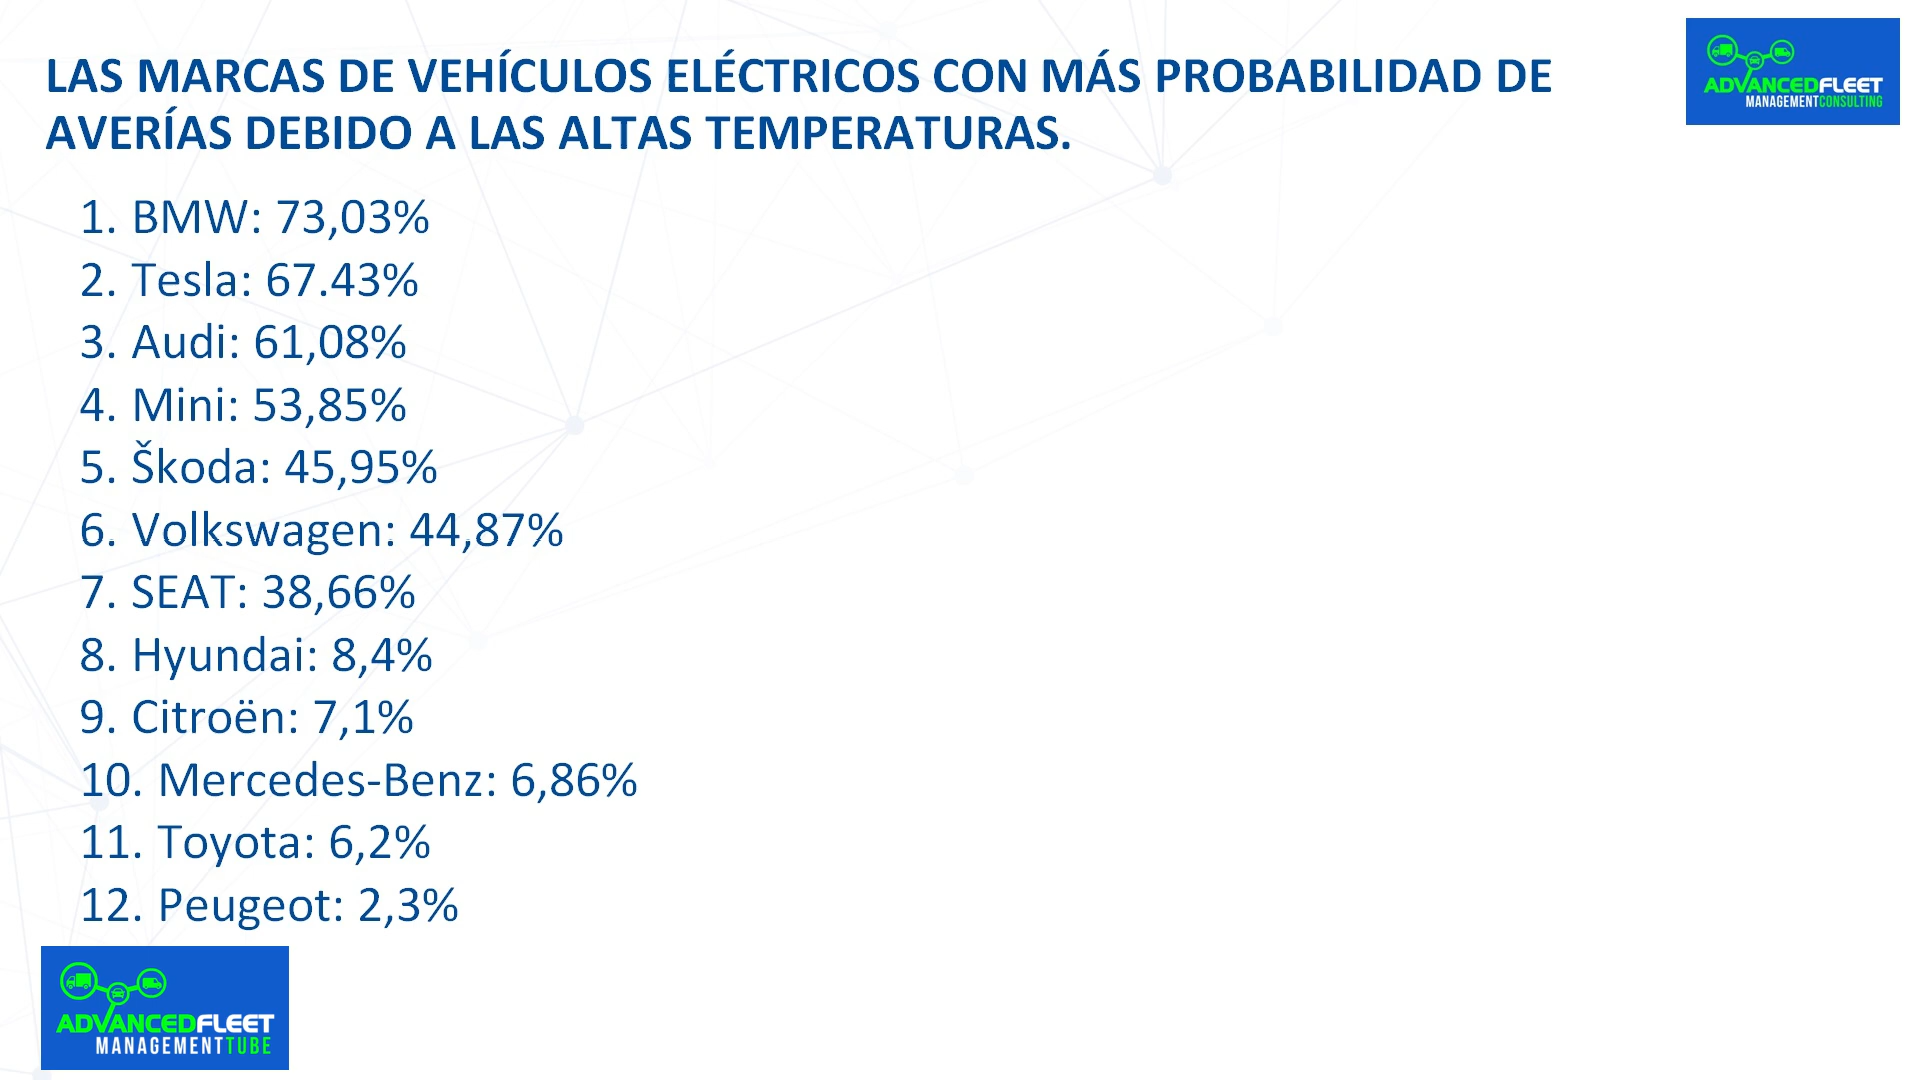 LAS MARCAS DE VEHÍCULOS ELÉCTRICOS CON MÁS PROBABILIDAD DE
AVERÍAS DEBIDO A LAS ALTAS TEMPERATURAS.
ADVANCEDFLEET
MANAGEMENTCONSULTING
1. BMW: 73,03%
2. Tesla: 67.43%
3. Audi: 61,08%
4. Mini: 53,85%
5. Škoda: 45,95%
6. Volkswagen: 44,87%
7. SEAT: 38,66%
8. Hyundai: 8,4%
9. Citroën: 7,1%
10. Mercedes-Benz: 6,86%
11. Toyota: 6,2%
12. Peugeot: 2,3%
ADVANCEDFLEET
MANAGEMENTTUBE